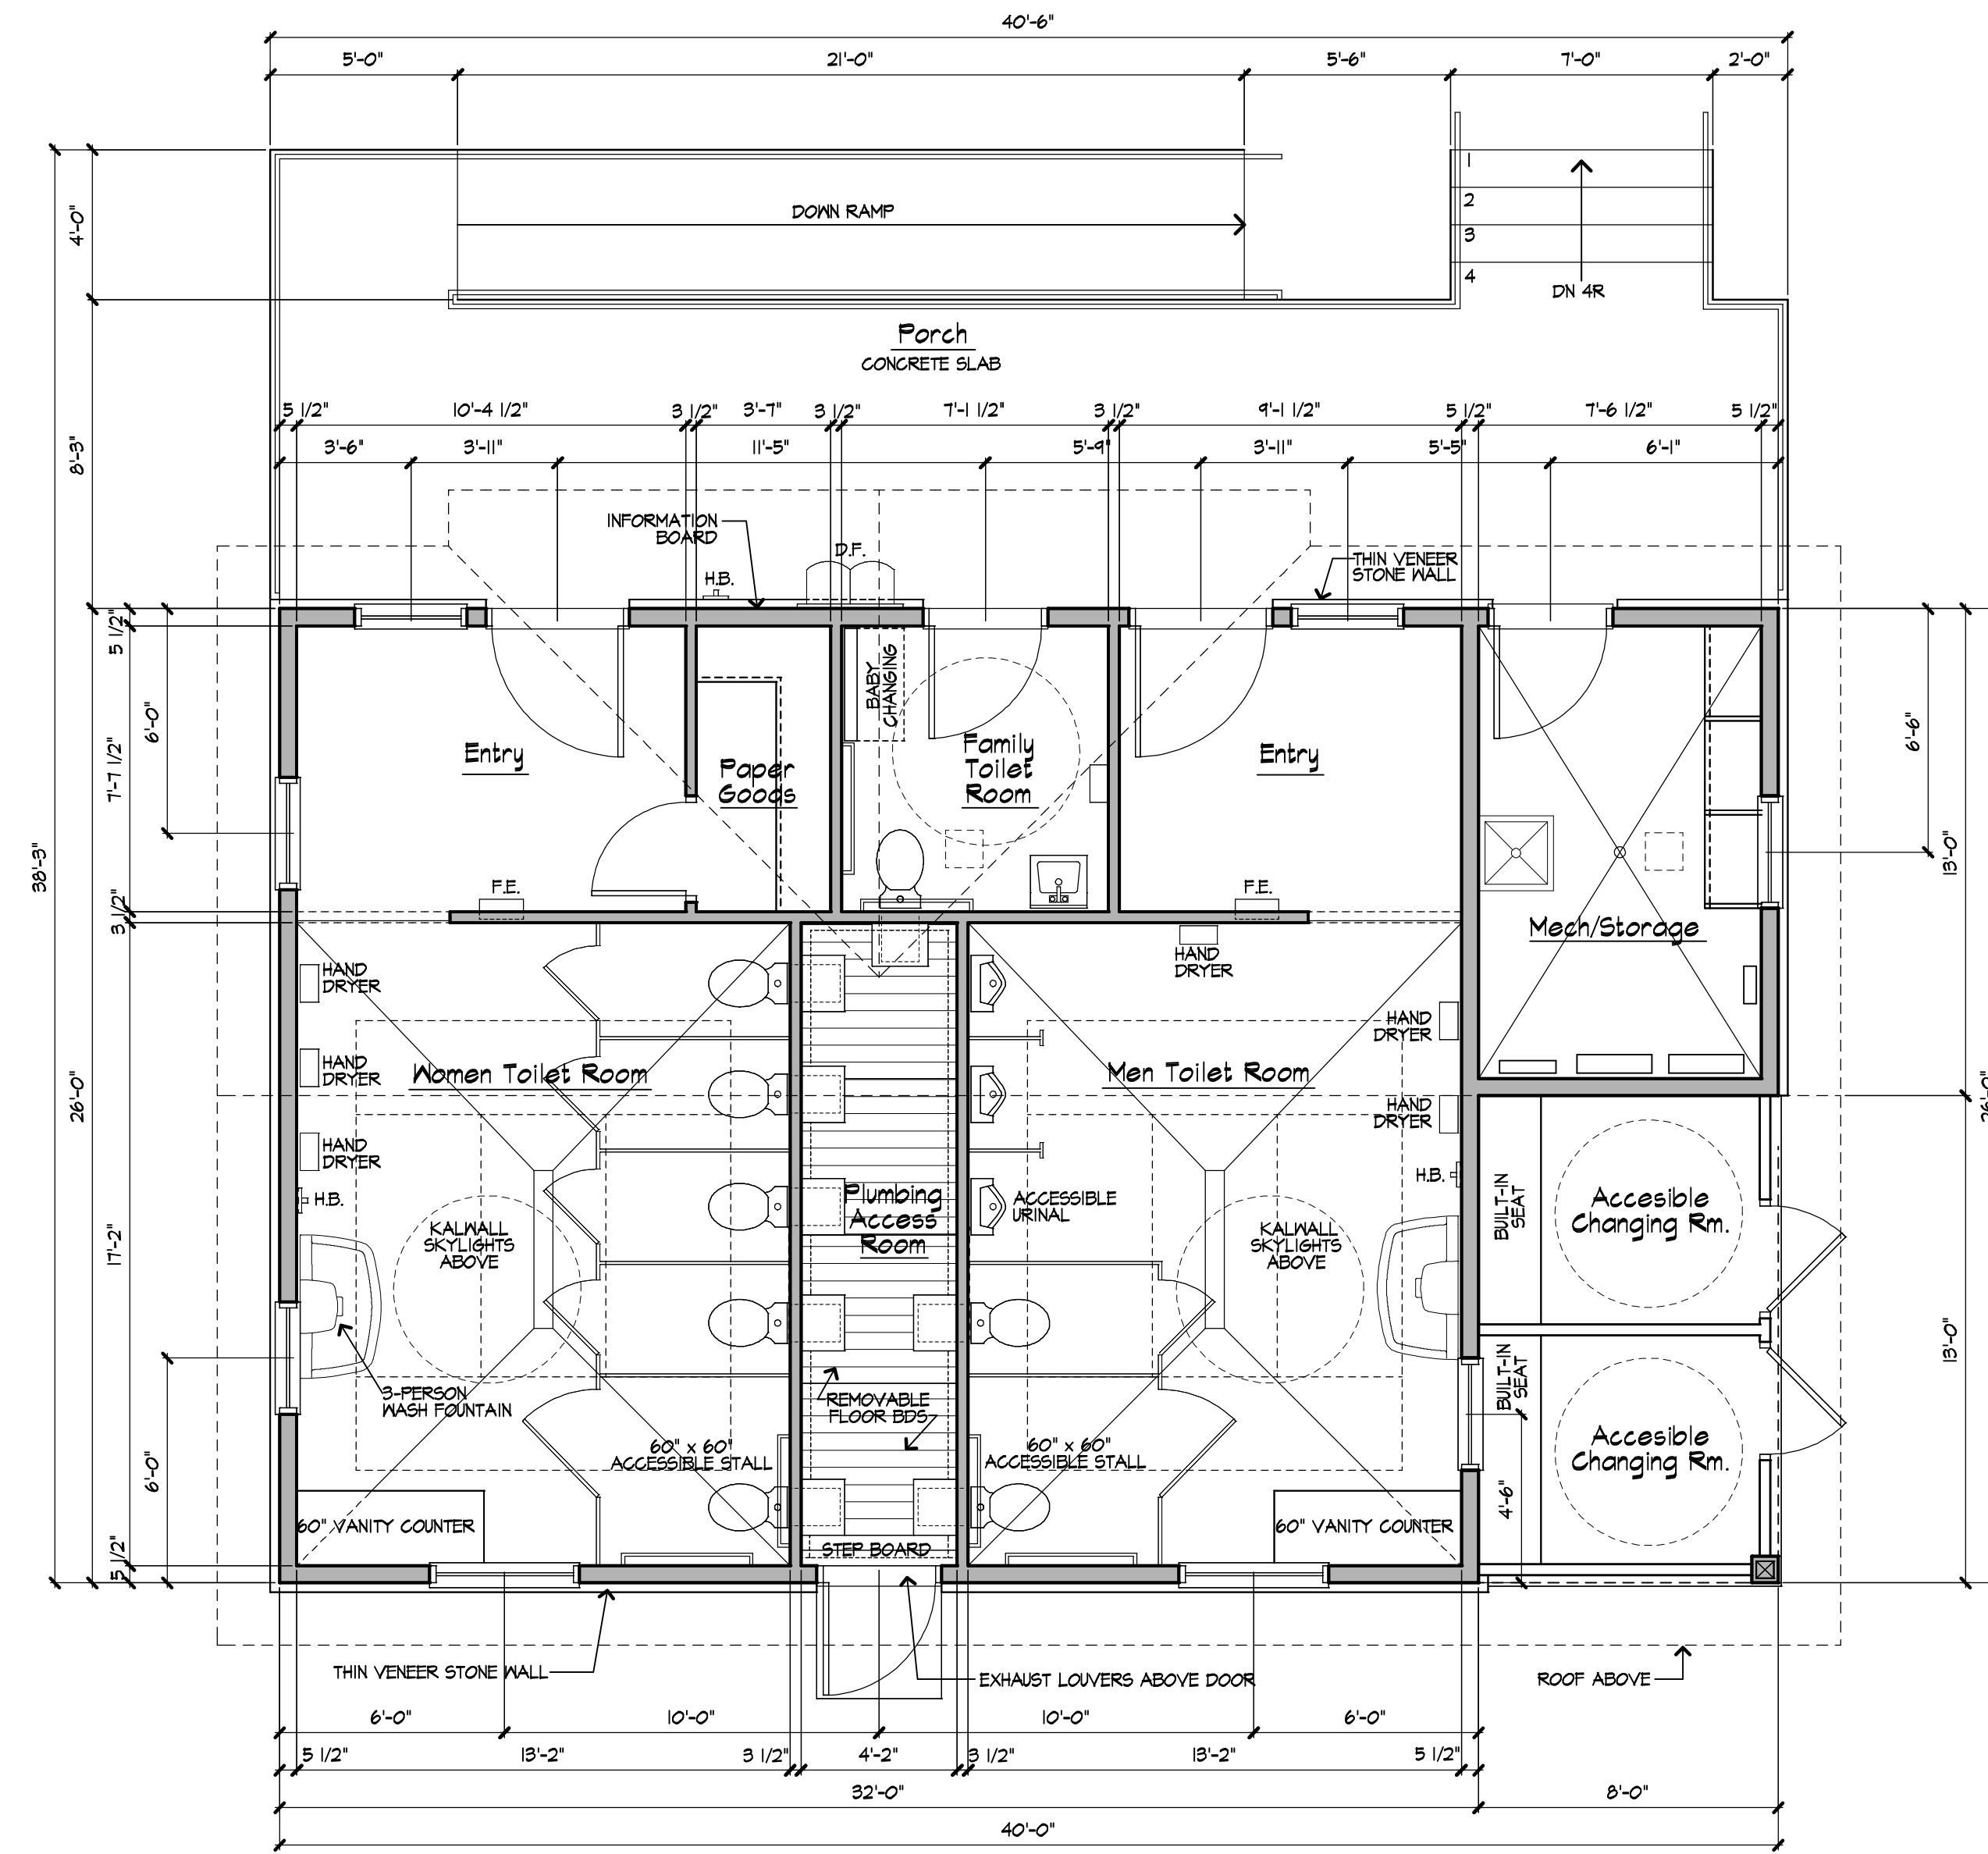 40'-6"
5'-0" 21'-0" 5'-6" 7'-0" 2'-0"
1
2
3
4
DOWN RAMP
DN 4R
4'-0"
Porch
CONCRETE SLAB
8'-3"
5 1/2" 10'-4 1/2" 3 1/2" 3'-7" 3 1/2" 7'-1 1/2" 3 1/2" 9'-1 1/2" 5 1/2" 7'-6 1/2" 5 1/2"
3'-6" 3'-11" 11'-5" 5'-9" 3'-11" 5'-5" 6'-1"
INFORMATION
BOARD
D.F.
H.B.
THIN VENEER
STONE WALL
5 1/2"
6'-0"
7'-7 1/2"
3 1/2"
38'-3"
26'-0"
17'-2"
6'-0"
5 1/2"
BABY
CHANGING
Entry
Paper
Goods
Family
Toilet
Room
Entry
6'-6"
13'-0"
F.E.
F.E.
Mech/Storage
HAND
DRYER
HAND
DRYER
HAND
DRYER
HAND
DRYER
Women Toilet Room
Men Toilet Room
HAND
DRYER
HAND
DRYER
26'-0"
H.B.
H.B.
Plumbing
Access
Room
ACCESSIBLE
URINAL
BUILT-IN
SEAT
Accesible
Changing Rm.
KALWALL
SKYLIGHTS
ABOVE
KALWALL
SKYLIGHTS
ABOVE
13'-0"
3-PERSON
WASH FOUNTAIN
REMOVABLE
FLOOR BDS
BUILT-IN
SEAT
Accesible
Changing Rm.
60" x 60"
ACCESSIBLE STALL
60" x 60"
ACCESSIBLE STALL
4'-6"
60" VANITY COUNTER
60" VANITY COUNTER
STEP BOARD
THIN VENEER STONE WALL
EXHAUST LOUVERS ABOVE DOOR
ROOF ABOVE
6'-0" 10'-0" 10'-0" 6'-0"
5 1/2" 13'-2" 3 1/2" 4'-2" 3 1/2" 13'-2" 5 1/2"
32'-0" 8'-0"
40'-0"